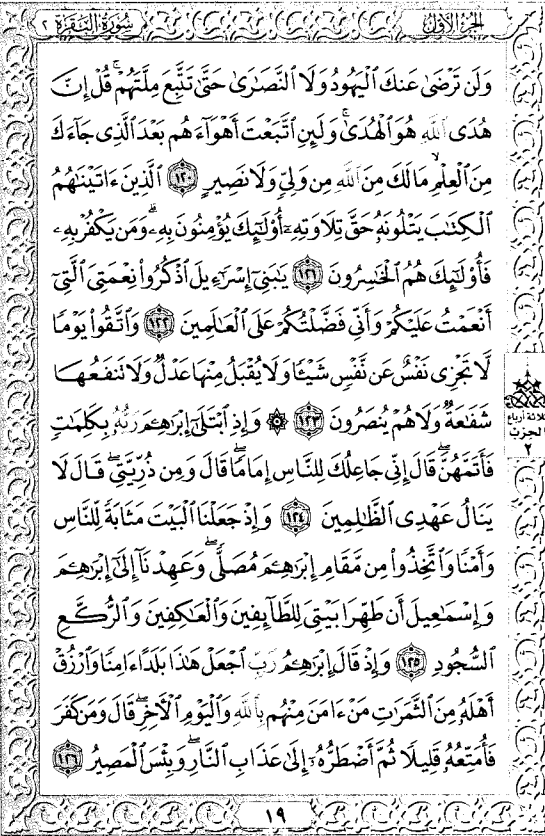 الجزء الأول
سورة البقرة ٢
وَلَن تَرْضَىٰ عَنكَ ٱلْيَهُودُ وَلَا ٱلنَّصَٰرَىٰ حَتَّىٰ تَتَّبِعَ مِلَّتَهُمْ ۗ قُلْ إِنَّ
هُدَى ٱللَّهِ هُوَ ٱلْهُدَىٰ ۗ وَلَئِنِ ٱتَّبَعْتَ أَهْوَآءَهُم بَعْدَ ٱلَّذِى جَآءَكَ
مِنَ ٱلْعِلْمِ ۙ مَا لَكَ مِنَ ٱللَّهِ مِن وَلِىٍّ وَلَا نَصِيرٍ ١٢٠ ٱلَّذِينَ ءَاتَيْنَٰهُمُ
ٱلْكِتَٰبَ يَتْلُونَهُۥ حَقَّ تِلَاوَتِهِۦٓ أُو۟لَٰٓئِكَ يُؤْمِنُونَ بِهِۦ ۗ وَمَن يَكْفُرْ بِهِۦ
فَأُو۟لَٰٓئِكَ هُمُ ٱلْخَٰسِرُونَ ١٢١ يَٰبَنِىٓ إِسْرَٰٓءِيلَ ٱذْكُرُوا۟ نِعْمَتِىَ ٱلَّتِىٓ
أَنْعَمْتُ عَلَيْكُمْ وَأَنِّى فَضَّلْتُكُمْ عَلَى ٱلْعَٰلَمِينَ ١٢٢ وَٱتَّقُوا۟ يَوْمًا
لَّا تَجْزِى نَفْسٌ عَن نَّفْسٍ شَيْـًٔا وَلَا يُقْبَلُ مِنْهَا عَدْلٌ وَلَا تَنفَعُهَا
شَفَٰعَةٌ وَلَا هُمْ يُنصَرُونَ ١٢٣ ۞ وَإِذِ ٱبْتَلَىٰٓ إِبْرَٰهِـۧمَ رَبُّهُۥ بِكَلِمَٰتٍ
فَأَتَمَّهُنَّ ۖ قَالَ إِنِّى جَاعِلُكَ لِلنَّاسِ إِمَامًا ۖ قَالَ وَمِن ذُرِّيَّتِى ۖ قَالَ لَا
يَنَالُ عَهْدِى ٱلظَّٰلِمِينَ ١٢٤ وَإِذْ جَعَلْنَا ٱلْبَيْتَ مَثَابَةً لِّلنَّاسِ
وَأَمْنًا وَٱتَّخِذُوا۟ مِن مَّقَامِ إِبْرَٰهِـۧمَ مُصَلًّى ۖ وَعَهِدْنَآ إِلَىٰٓ إِبْرَٰهِـۧمَ
وَإِسْمَٰعِيلَ أَن طَهِّرَا بَيْتِىَ لِلطَّآئِفِينَ وَٱلْعَٰكِفِينَ وَٱلرُّكَّعِ
ٱلسُّجُودِ ١٢٥ وَإِذْ قَالَ إِبْرَٰهِـۧمُ رَبِّ ٱجْعَلْ هَٰذَا بَلَدًا ءَامِنًا وَٱرْزُقْ
أَهْلَهُۥ مِنَ ٱلثَّمَرَٰتِ مَنْ ءَامَنَ مِنْهُم بِٱللَّهِ وَٱلْيَوْمِ ٱلْءَاخِرِ ۖ قَالَ وَمَن كَفَرَ
فَأُمَتِّعُهُۥ قَلِيلًا ثُمَّ أَضْطَرُّهُۥٓ إِلَىٰ عَذَابِ ٱلنَّارِ ۖ وَبِئْسَ ٱلْمَصِيرُ ١٢٦
ثلاثة أرباع
الحزب
٢
١٩